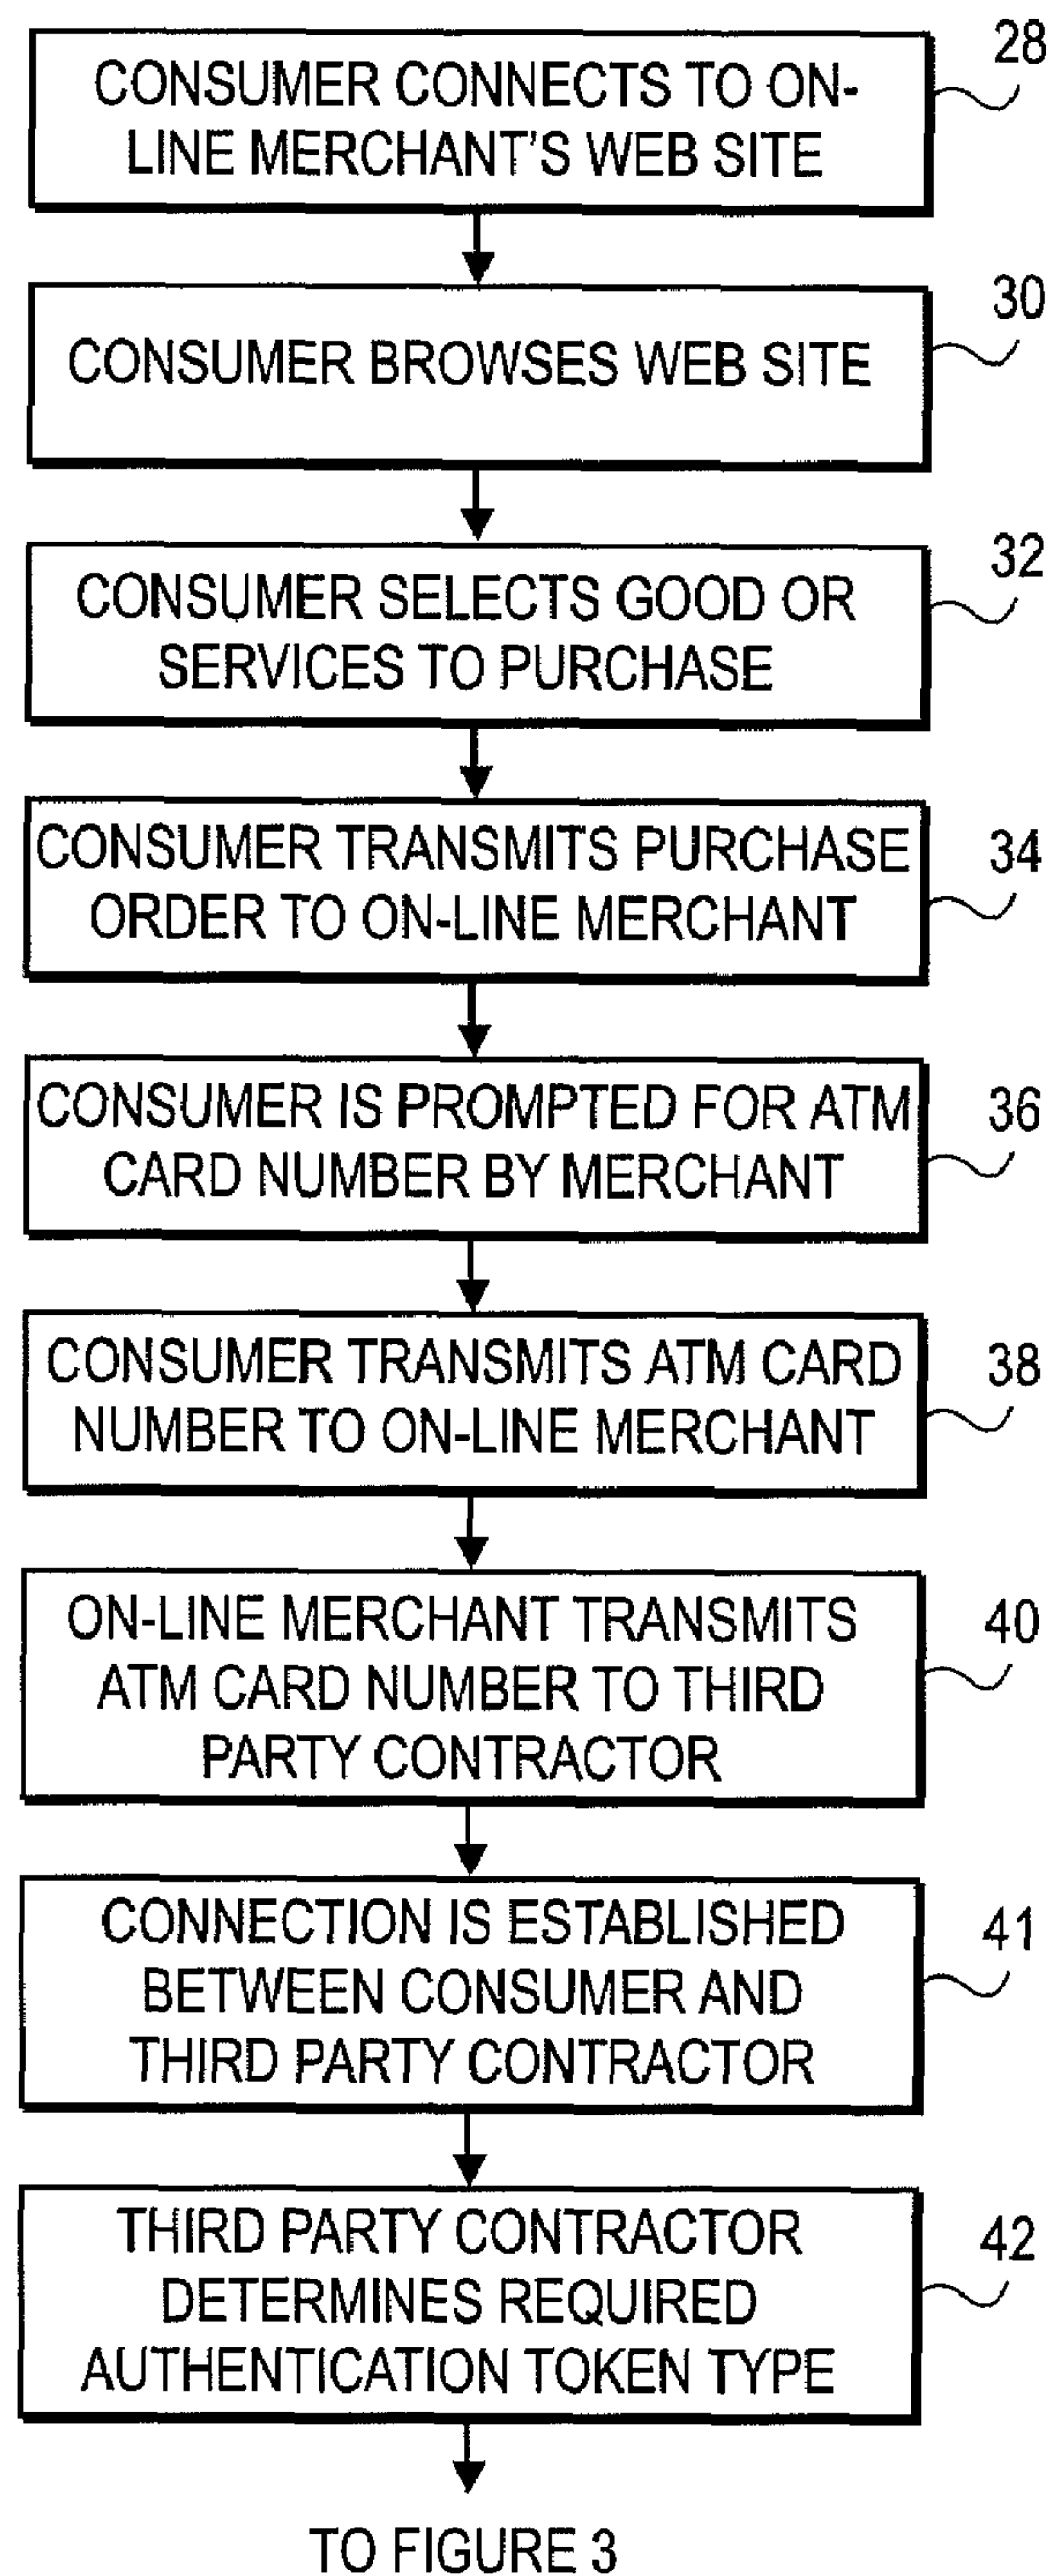 CONSUMER CONNECTS TO ON-
LINE MERCHANT'S WEB SITE
28
CONSUMER BROWSES WEB SITE
30
CONSUMER SELECTS GOOD OR
SERVICES TO PURCHASE
32
CONSUMER TRANSMITS PURCHASE
ORDER TO ON-LINE MERCHANT
34
CONSUMER IS PROMPTED FOR ATM
CARD NUMBER BY MERCHANT
36
CONSUMER TRANSMITS ATM CARD
NUMBER TO ON-LINE MERCHANT
38
ON-LINE MERCHANT TRANSMITS
ATM CARD NUMBER TO THIRD
PARTY CONTRACTOR
40
CONNECTION IS ESTABLISHED
BETWEEN CONSUMER AND
THIRD PARTY CONTRACTOR
41
THIRD PARTY CONTRACTOR
DETERMINES REQUIRED
AUTHENTICATION TOKEN TYPE
42
TO FIGURE 3